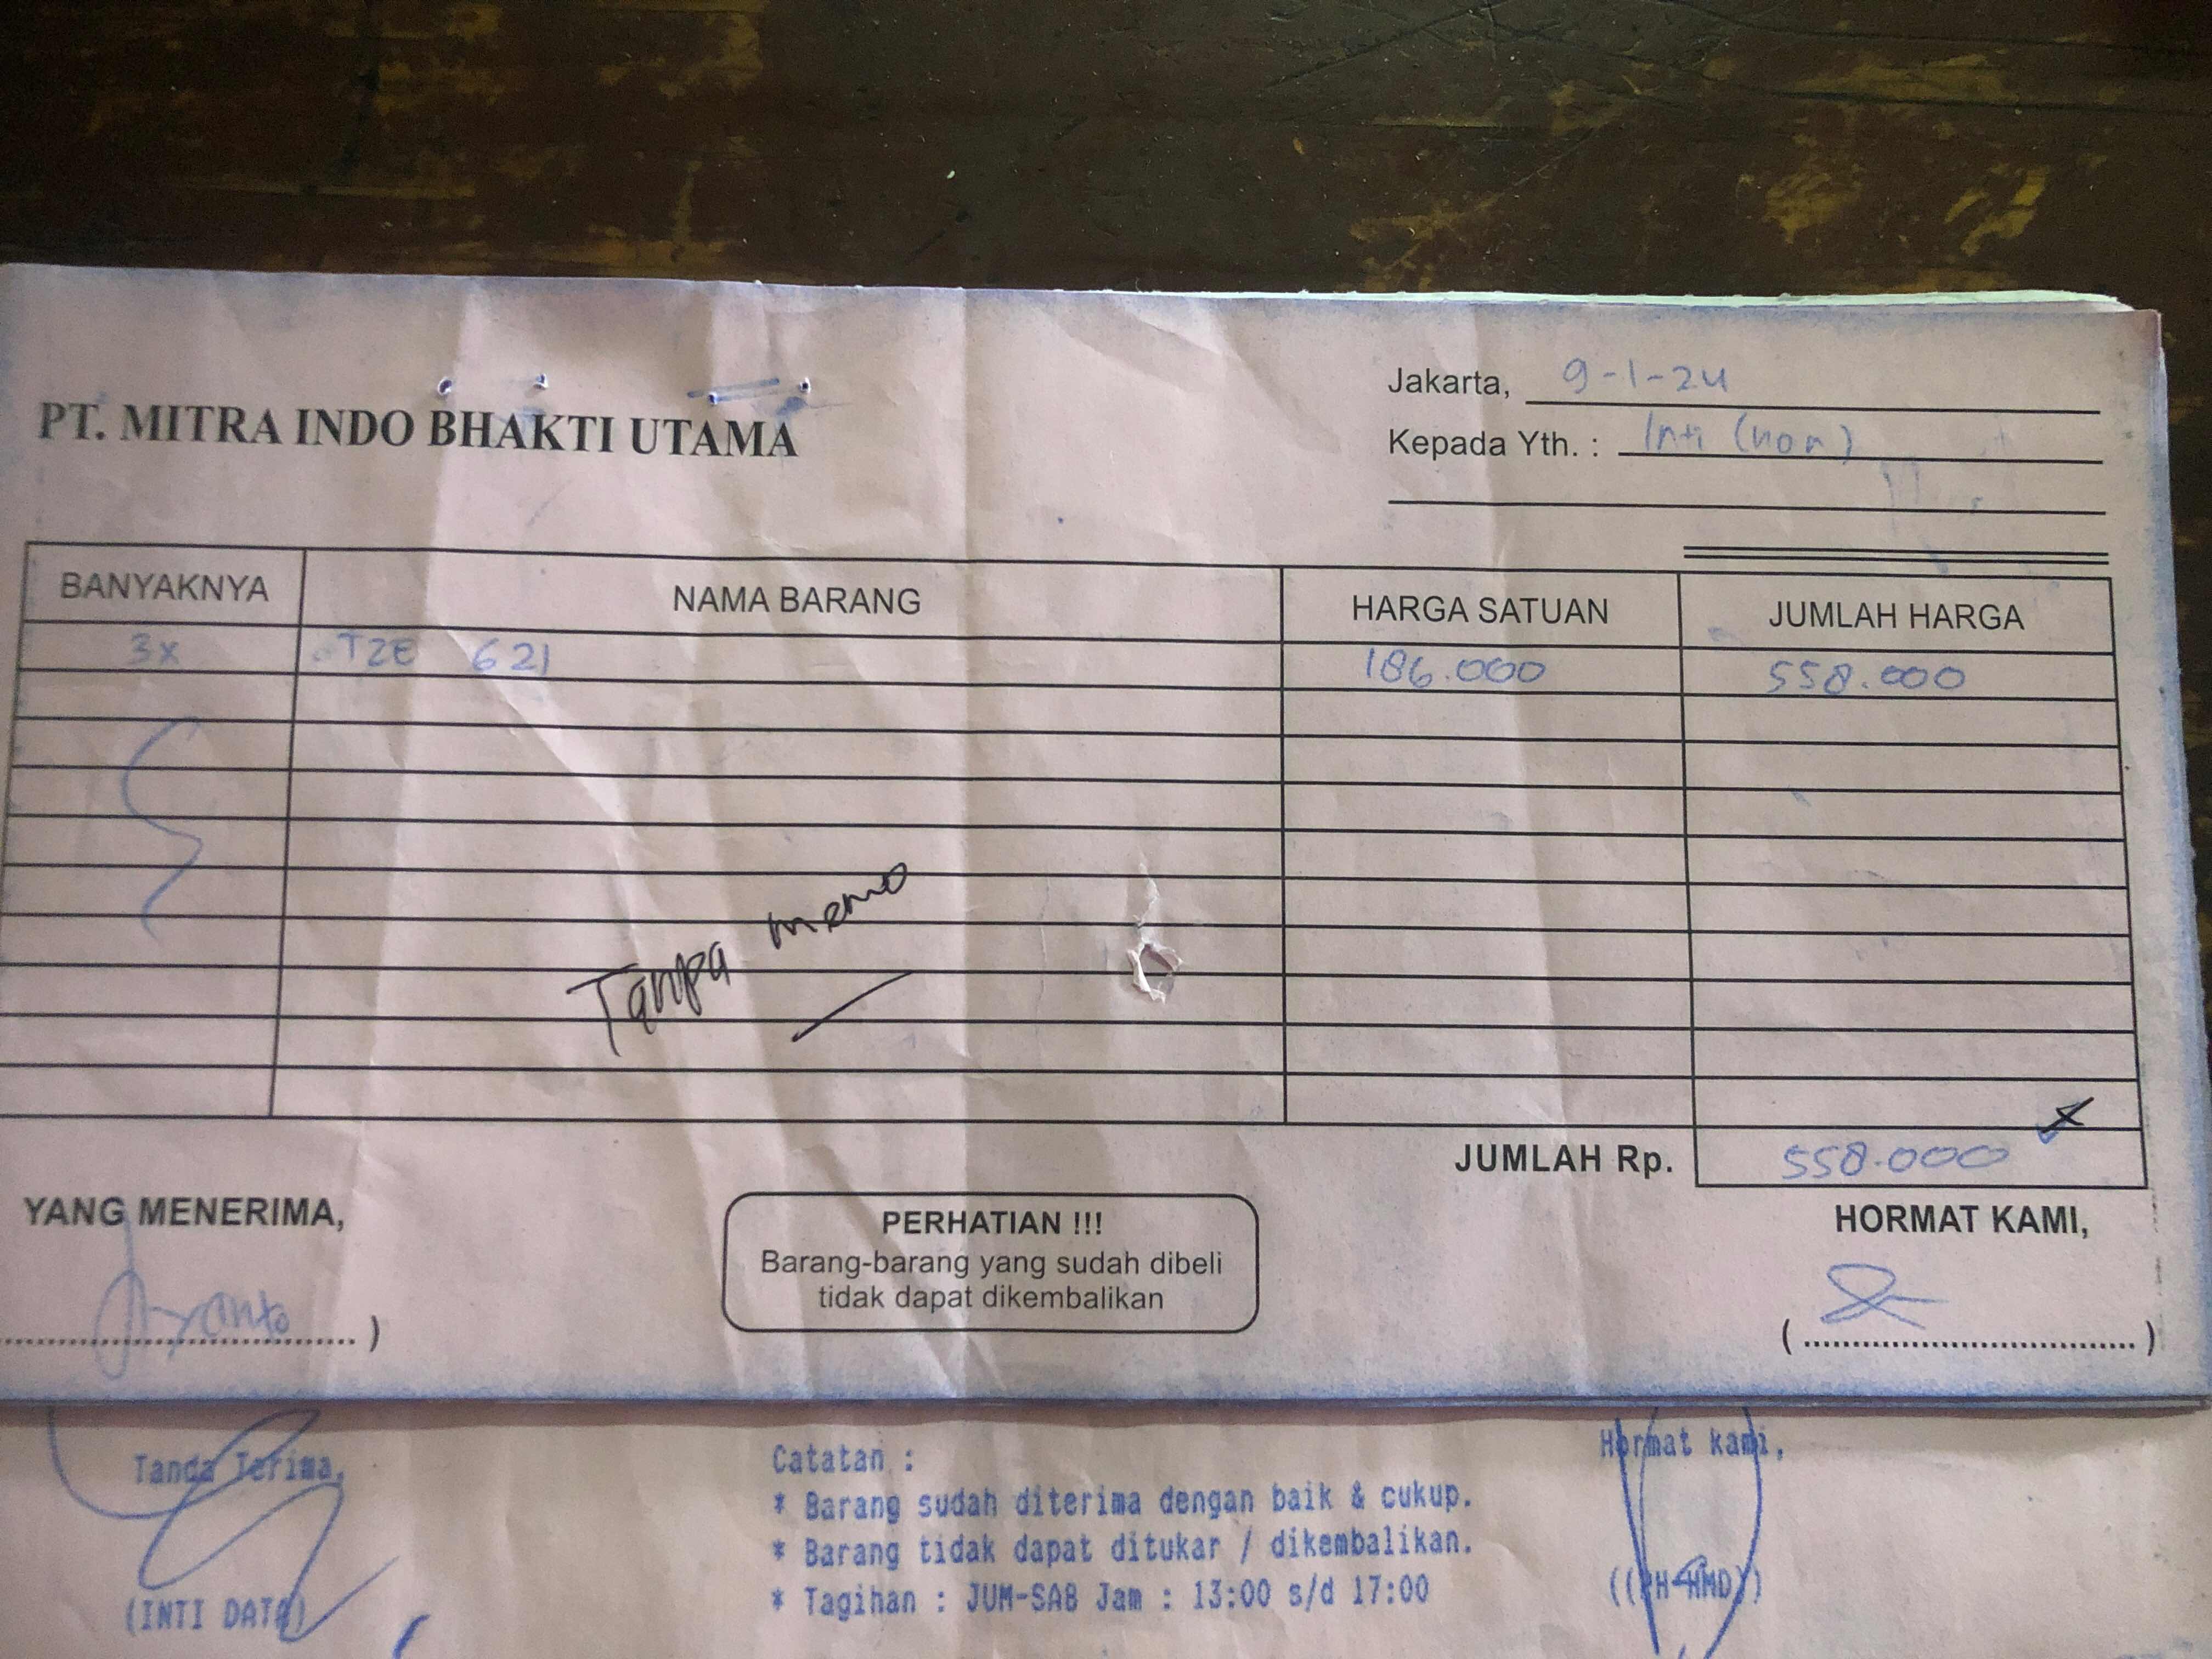 PT. MITRA INDO BHAKTI UTAMA
Jakarta, 9-1-24
Kepada Yth. : Inti (non)
BANYAKNYA NAMA BARANG HARGA SATUAN JUMLAH HARGA
3x TZE 621 186.000 558.000
Tanpa memo
JUMLAH Rp. 558.000
YANG MENERIMA,
HORMAT KAMI,
PERHATIAN !!!
Barang-barang yang sudah dibeli
tidak dapat dikembalikan
Tanda Terima,
Catatan :
Hormat kami,
* Barang sudah diterima dengan baik & cukup.
* Barang tidak dapat ditukar / dikembalikan.
* Tagihan : JUM-SAB Jam : 13:00 s/d 17:00
(INTI DATA)